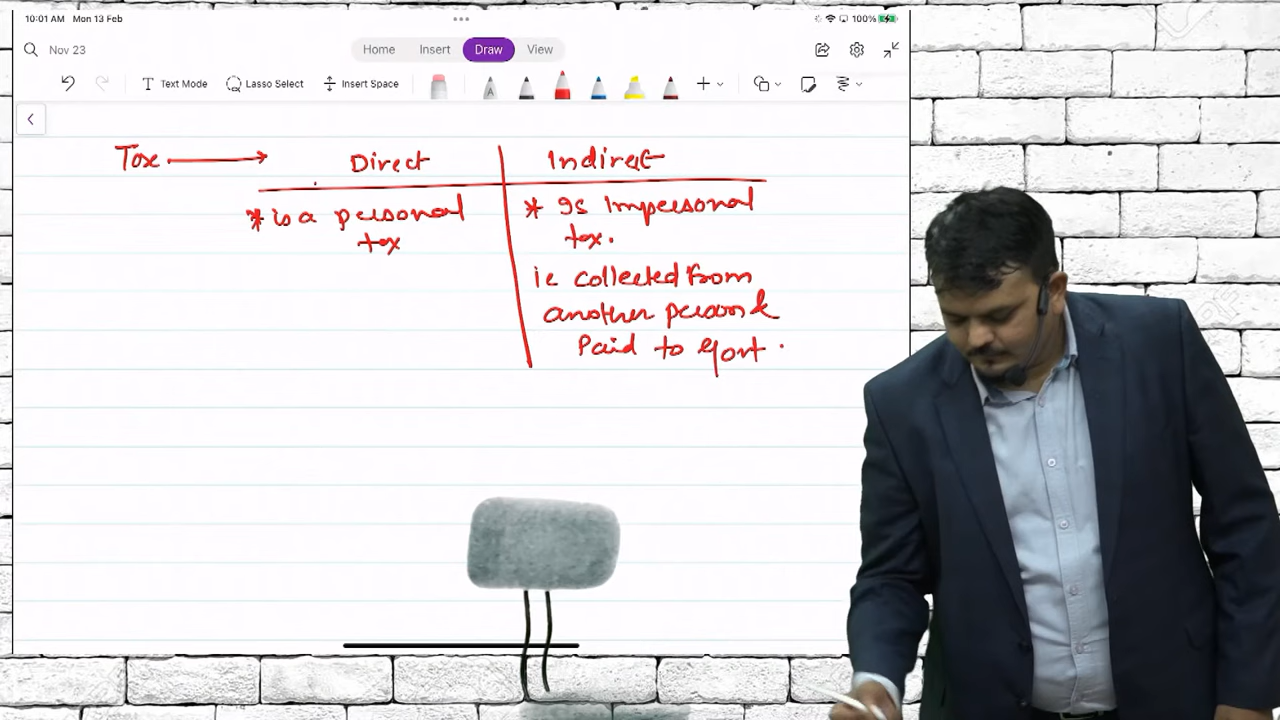 10:01 AM Mon 13 Feb
100%
Nov 23
Home Insert Draw View
Text Mode Lasso Select Insert Space
Tax Direct Indirect
* is a personal tax
* Is Impersonal tax.
ie collected from
another person &
Paid to Govt.